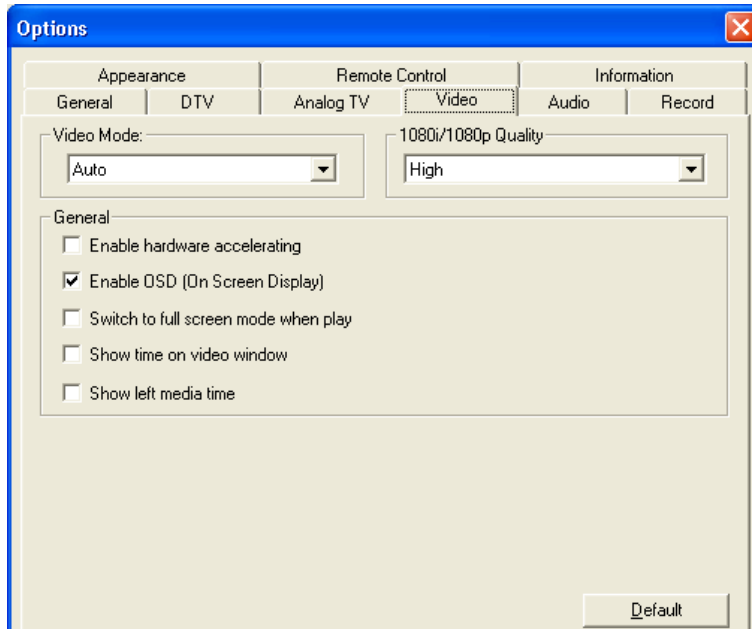 Options
Appearance Remote Control Information
General DTV Analog TV Video Audio Record
Video Mode: 1080i/1080p Quality
Auto High
General
Enable hardware accelerating
Enable OSD (On Screen Display)
Switch to full screen mode when play
Show time on video window
Show left media time
Default